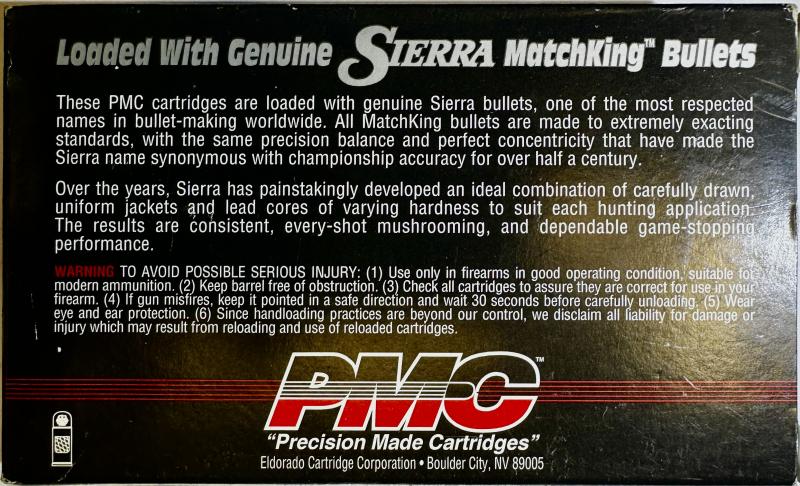 Loaded With Genuine SIERRA MatchKing™ Bullets
These PMC cartridges are loaded with genuine Sierra bullets, one of the most respected
names in bullet-making worldwide. All MatchKing bullets are made to extremely exacting
standards, with the same precision balance and perfect concentricity that have made the
Sierra name synonymous with championship accuracy for over half a century.
Over the years, Sierra has painstakingly developed an ideal combination of carefully drawn,
uniform jackets and lead cores of varying hardness to suit each hunting application.
The results are consistent, every-shot mushrooming, and dependable game-stopping
performance.
WARNING TO AVOID POSSIBLE SERIOUS INJURY: (1) Use only in firearms in good operating condition, suitable for
modern ammunition. (2) Keep barrel free of obstruction. (3) Check all cartridges to assure they are correct for use in your
firearm. (4) If gun misfires, keep it pointed in a safe direction and wait 30 seconds before carefully unloading. (5) Wear
eye and ear protection. (6) Since handloading practices are beyond our control, we disclaim all liability for damage or
injury which may result from reloading and use of reloaded cartridges.
PMC™
"Precision Made Cartridges"
Eldorado Cartridge Corporation • Boulder City, NV 89005